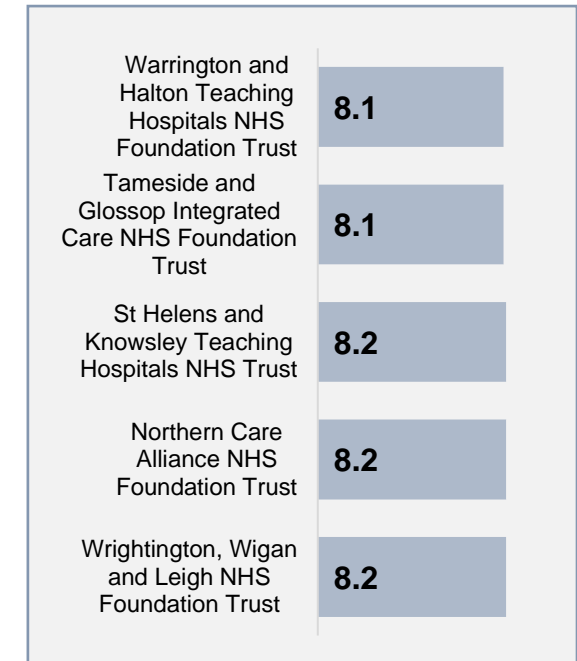 Warrington and
Halton Teaching
Hospitals NHS
Foundation Trust
8.1
Tameside and
Glossop Integrated
Care NHS Foundation
Trust
8.1
St Helens and
Knowsley Teaching
Hospitals NHS Trust
8.2
Northern Care
Alliance NHS
Foundation Trust
8.2
Wrightington, Wigan
and Leigh NHS
Foundation Trust
8.2